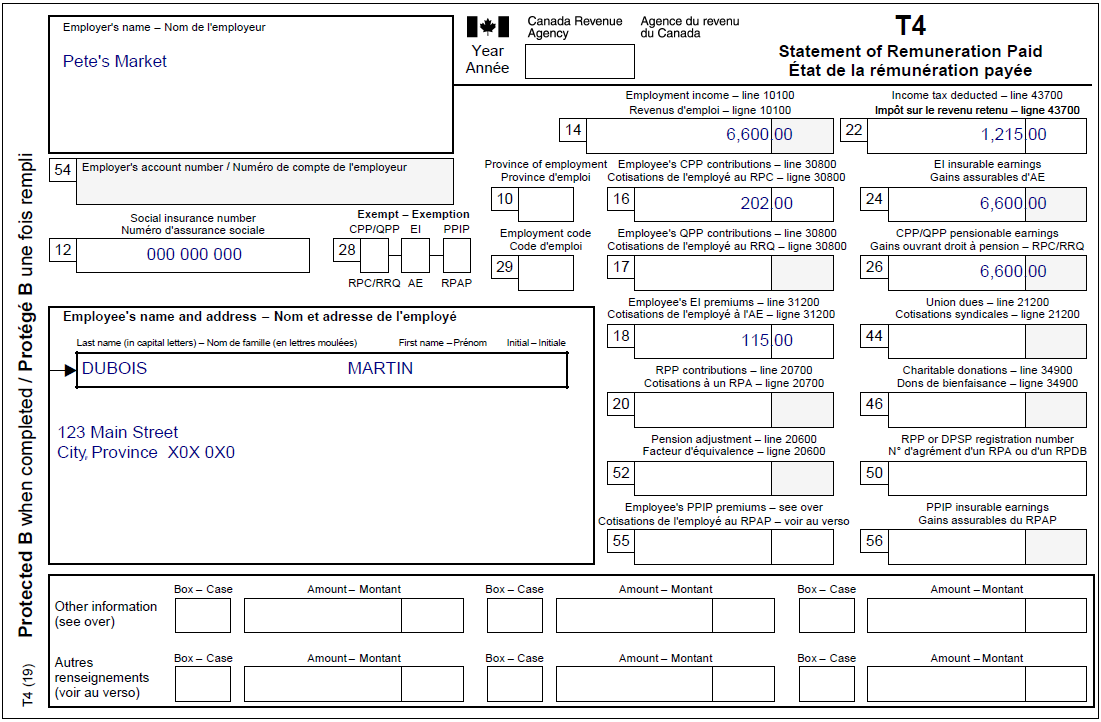 Employer's name – Nom de l'employeur
Pete's Market
Canada Revenue Agency
Agence du revenu du Canada
Year
Année
T4
Statement of Remuneration Paid
État de la rémunération payée
Employment income – line 10100
Revenus d'emploi – ligne 10100
14
6,600.00
Income tax deducted – line 43700
Impôt sur le revenu retenu – ligne 43700
22
1,215.00
54
Employer's account number / Numéro de compte de l'employeur
Province of employment
Province d'emploi
10
Employee's CPP contributions – line 30800
Cotisations de l'employé au RPC – ligne 30800
16
202.00
EI insurable earnings
Gains assurables d'AE
24
6,600.00
Social insurance number
Numéro d'assurance sociale
12
000 000 000
Exempt – Exemption
CPP/QPP EI PPIP
28
RPC/RRQ AE RPAP
Employment code
Code d'emploi
29
Employee's QPP contributions – line 30800
Cotisations de l'employé au RRQ – ligne 30800
17
CPP/QPP pensionable earnings
Gains ouvrant droit à pension – RPC/RRQ
26
6,600.00
Employee's name and address – Nom et adresse de l'employé
Last name (in capital letters) – Nom de famille (en lettres moulées) First name – Prénom Initial – Initiale
DUBOIS MARTIN
123 Main Street
City, Province X0X 0X0
Employee's EI premiums – line 31200
Cotisations de l'employé à l'AE – ligne 31200
18
115.00
Union dues – line 21200
Cotisations syndicales – ligne 21200
44
RPP contributions – line 20700
Cotisations à un RPA – ligne 20700
20
Charitable donations – line 34900
Dons de bienfaisance – ligne 34900
46
Pension adjustment – line 20600
Facteur d'équivalence – ligne 20600
52
RPP or DPSP registration number
N° d'agrément d'un RPA ou d'un RPDB
50
Employee's PPIP premiums – see over
Cotisations de l'employé au RPAP – voir au verso
55
PPIP insurable earnings
Gains assurables du RPAP
56
Box – Case Amount – Montant Box – Case Amount – Montant Box – Case Amount – Montant
Other information
(see over)
Box – Case Amount – Montant Box – Case Amount – Montant Box – Case Amount – Montant
Autres
renseignements
(voir au verso)
Protected B when completed / Protégé B une fois rempli
T4 (19)